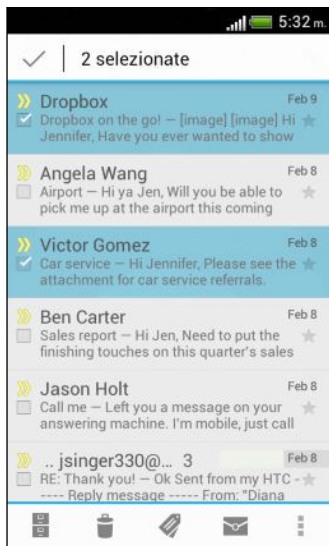 5:32 m.
2 selezionate
Dropbox Feb 9
Dropbox on the go! – [image] [image] Hi
Jennifer, Have you ever wanted to show
Angela Wang Feb 8
Airport – Hi ya Jen, Will you be able to
pick me up at the airport this coming
Victor Gomez Feb 8
Car service – Hi Jennifer, Please see the
attachment for car service referrals.
Ben Carter Feb 8
Sales report – Hi Jen, Need to put the
finishing touches on this quarter's sales
Jason Holt Feb 8
Call me – Left you a message on your
answering machine. I'm mobile, just call
.. jsinger330@... 3 Feb 8
RE: Thank you! – Ok Sent from my HTC -
---- Reply message ----- From: "Diana